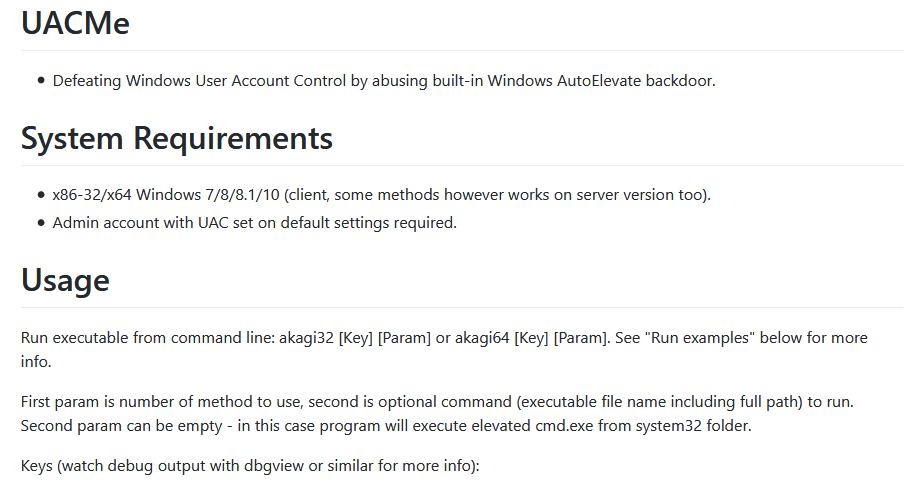 UACMe
Defeating Windows User Account Control by abusing built-in Windows AutoElevate backdoor.
System Requirements
x86-32/x64 Windows 7/8/8.1/10 (client, some methods however works on server version too).
Admin account with UAC set on default settings required.
Usage
Run executable from command line: akagi32 [Key] [Param] or akagi64 [Key] [Param]. See "Run examples" below for more
info.
First param is number of method to use, second is optional command (executable file name including full path) to run.
Second param can be empty - in this case program will execute elevated cmd.exe from system32 folder.
Keys (watch debug output with dbgview or similar for more info):